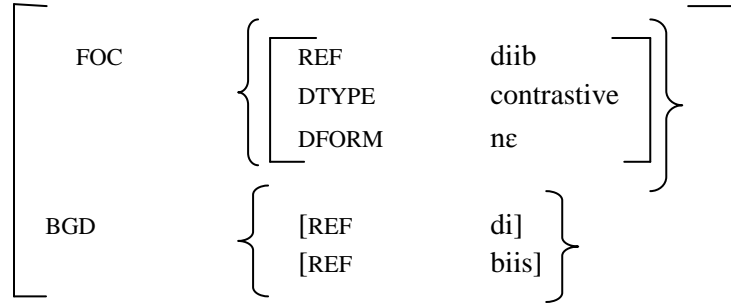 FOC REF diib
DTYPE contrastive
DFORM nɛ
BGD [REF di]
[REF biis]